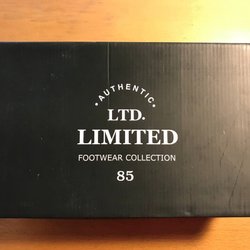 • AUTHENTIC •
LTD.
LIMITED
FOOTWEAR COLLECTION
85